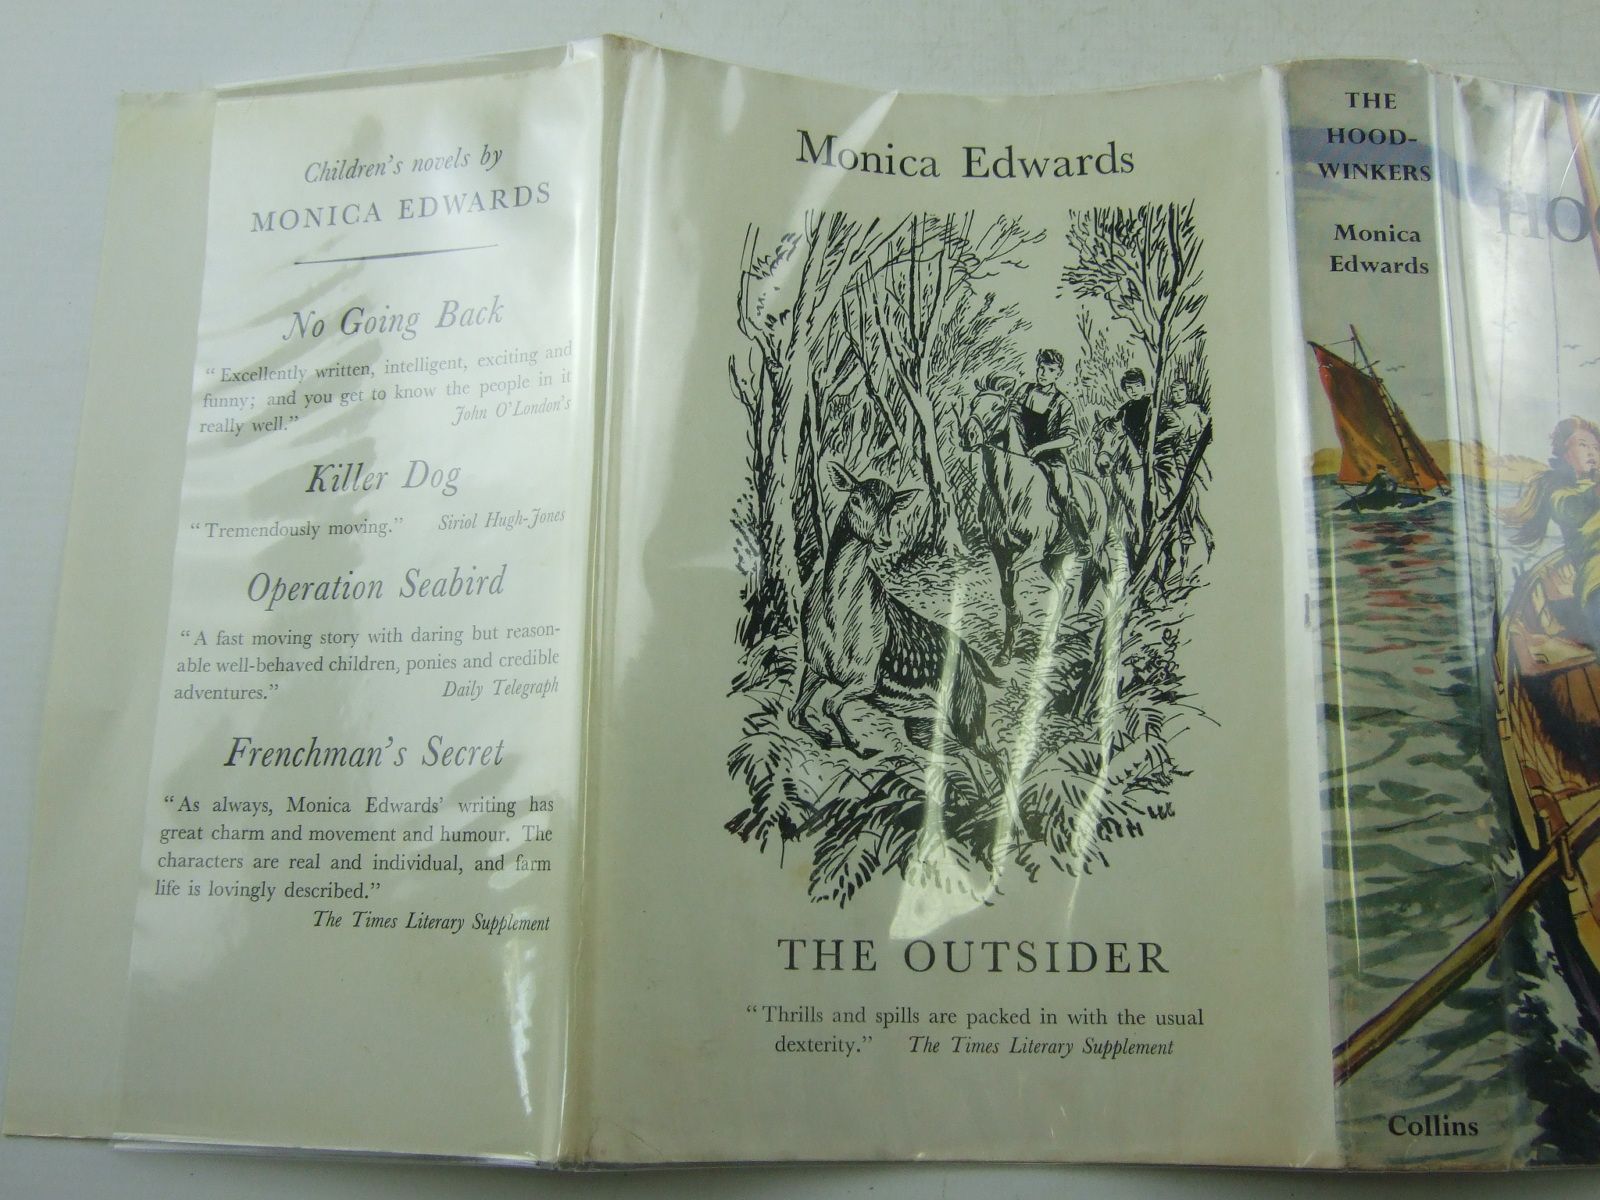 Children's novels by
MONICA EDWARDS
No Going Back
"Excellently written, intelligent, exciting and
funny; and you get to know the people in it
really well." John O'London's
Killer Dog
"Tremendously moving." Siriol Hugh-Jones
Operation Seabird
"A fast moving story with daring but reason-
able well-behaved children, ponies and credible
adventures." Daily Telegraph
Frenchman's Secret
"As always, Monica Edwards' writing has
great charm and movement and humour. The
characters are real and individual, and farm
life is lovingly described."
The Times Literary Supplement
Monica Edwards
THE OUTSIDER
"Thrills and spills are packed in with the usual
dexterity." The Times Literary Supplement
THE
HOOD-
WINKERS
Monica
Edwards
Collins
HO